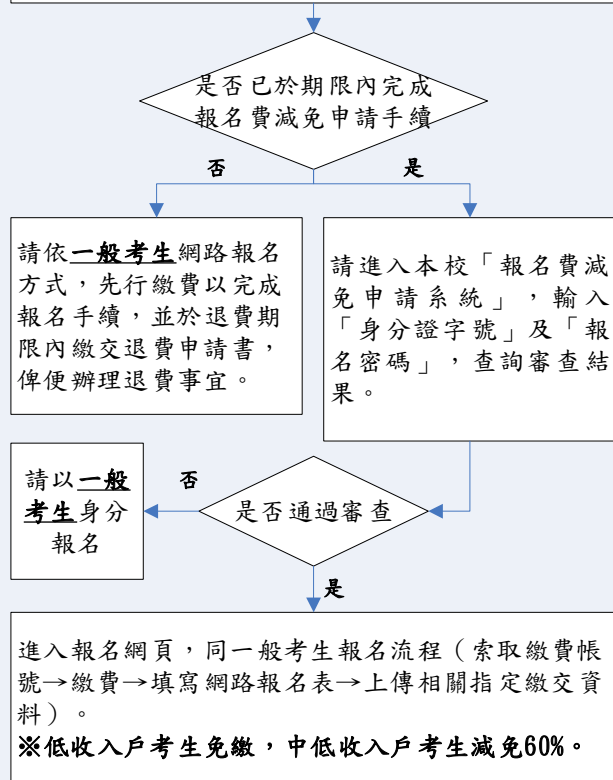 是否已於期限內完成
報名費減免申請手續
否
是
請依一般考生網路報名
方式，先行繳費以完成
報名手續，並於退費期
限內繳交退費申請書，
俾便辦理退費事宜。
請進入本校「報名費減
免申請系統」，輸入
「身分證字號」及「報
名密碼」，查詢審查結
果。
請以一般
考生身分
報名
否
是否通過審查
是
進入報名網頁，同一般考生報名流程（索取繳費帳
號→繳費→填寫網路報名表→上傳相關指定繳交資
料）。
※低收入戶考生免繳，中低收入戶考生減免60%。